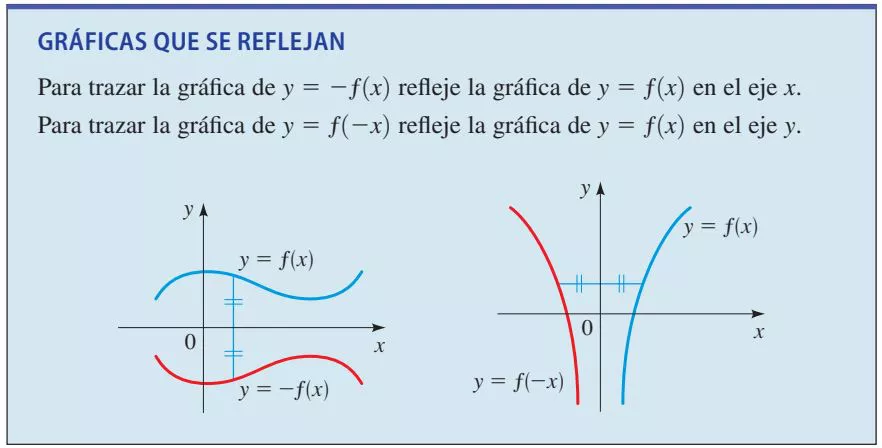 GRÁFICAS QUE SE REFLEJAN
Para trazar la gráfica de y = −f(x) refleje la gráfica de y = f(x) en el eje x.
Para trazar la gráfica de y = f(−x) refleje la gráfica de y = f(x) en el eje y.
y
y = f(x)
0
x
y = −f(x)
y
y = f(x)
0
x
y = f(−x)